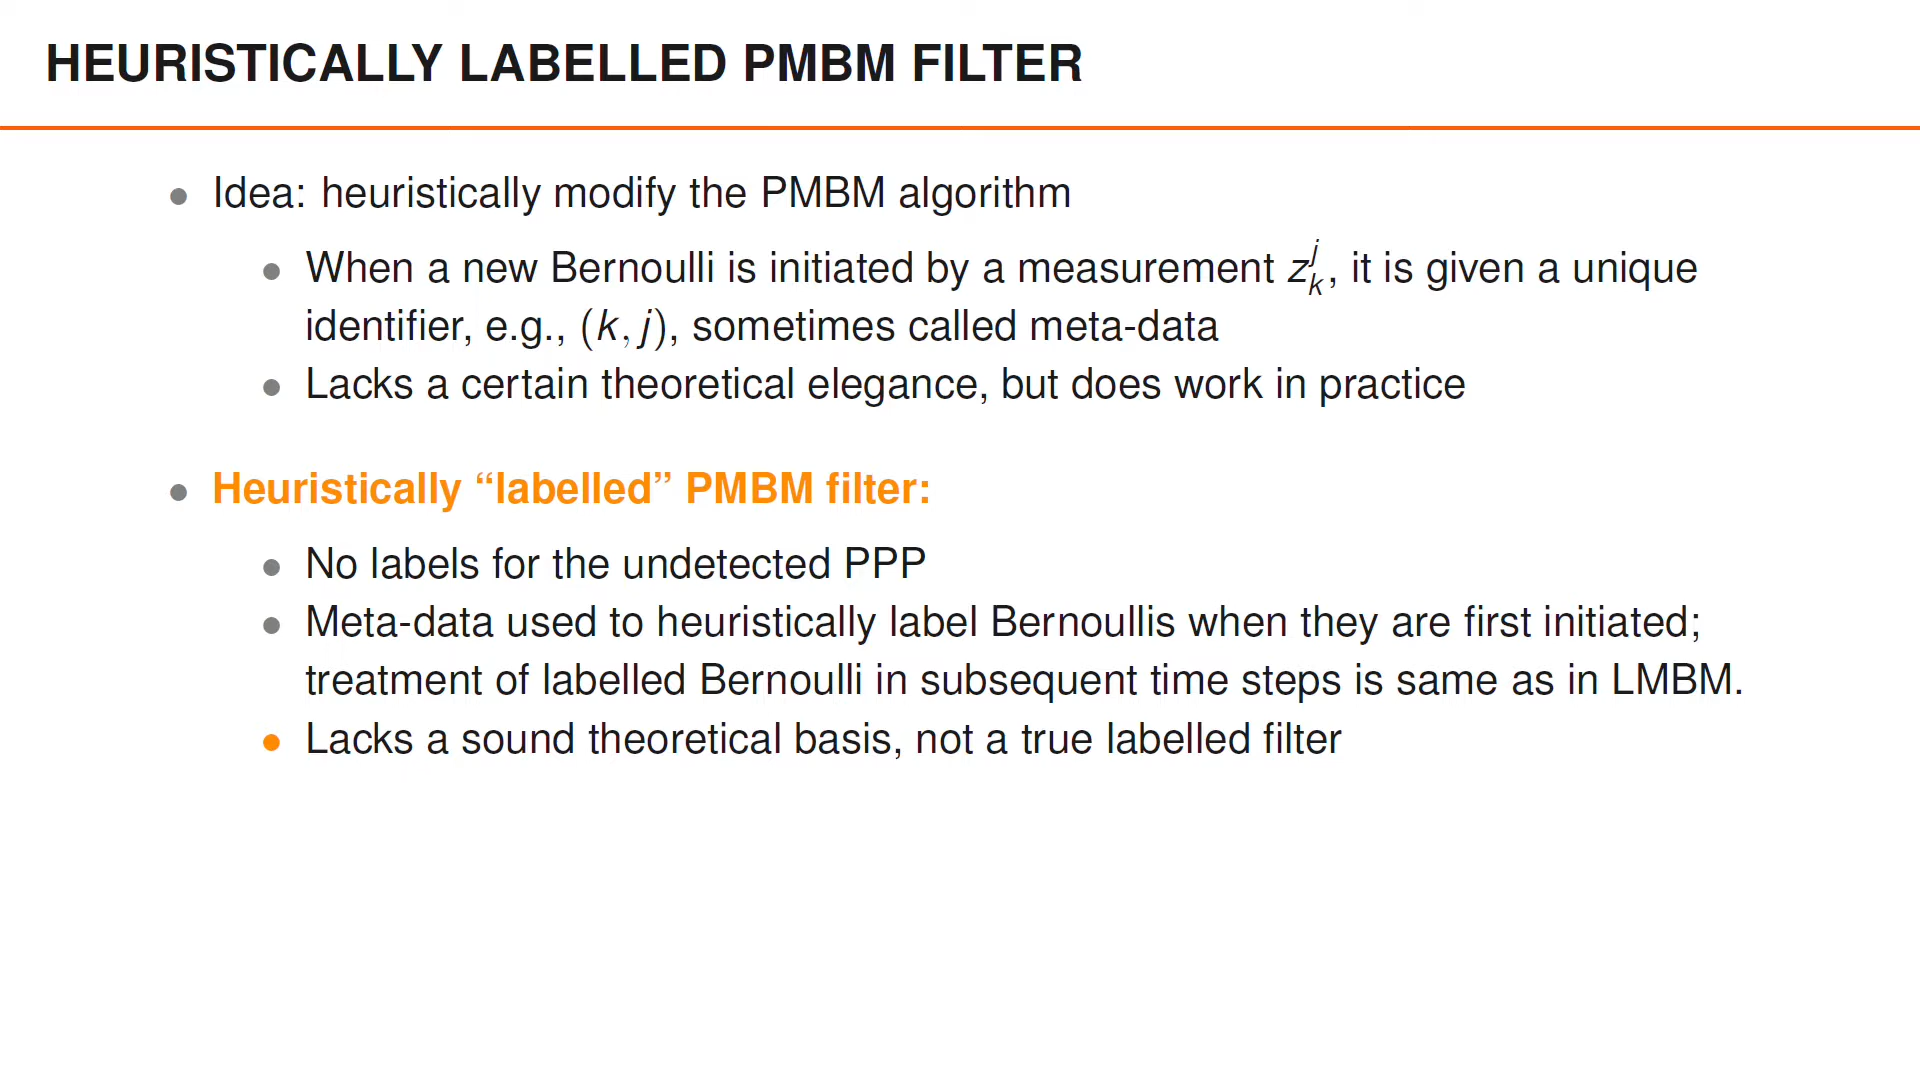 HEURISTICALLY LABELLED PMBM FILTER
Idea: heuristically modify the PMBM algorithm
When a new Bernoulli is initiated by a measurement $z_k^j$, it is given a unique
identifier, e.g., $(k, j)$, sometimes called meta-data
Lacks a certain theoretical elegance, but does work in practice
Heuristically “labelled” PMBM filter:
No labels for the undetected PPP
Meta-data used to heuristically label Bernoullis when they are first initiated;
treatment of labelled Bernoulli in subsequent time steps is same as in LMBM.
Lacks a sound theoretical basis, not a true labelled filter